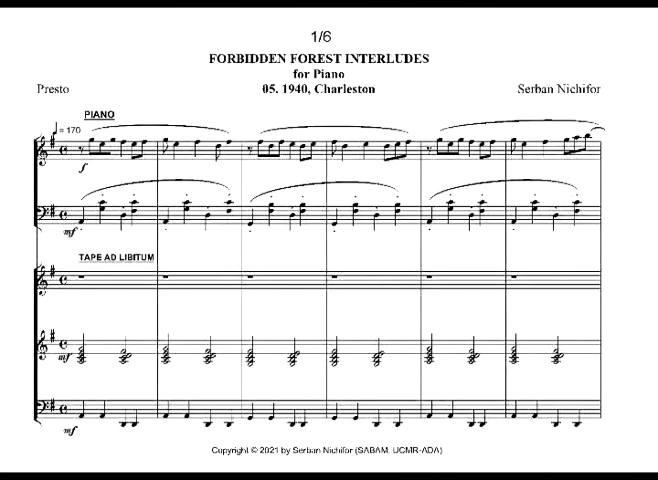 1/6
FORBIDDEN FOREST INTERLUDES
for Piano
Presto 05. 1940, Charleston Serban Nichifor
PIANO
= 170
f
mf
TAPE AD LIBITUM
mf
mf
Copyright © 2021 by Serban Nichifor (SABAM, UCMR-ADA)